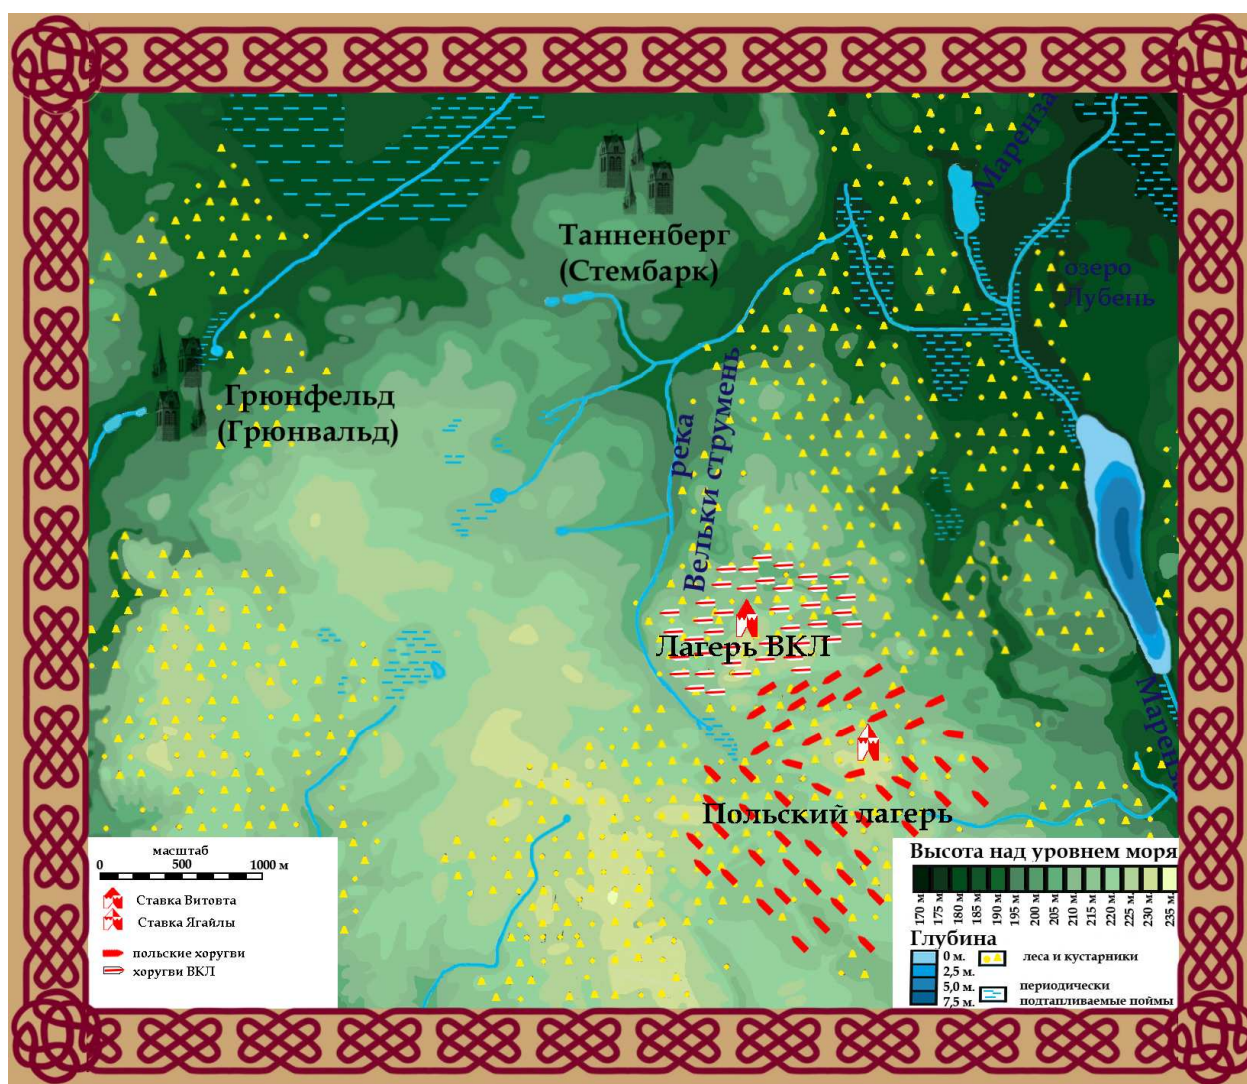 Маренза
Танненберг
(Стембарк)
озеро
Лубень
Грюнфельд
(Грюнвальд)
река
Вельки струмень
Лагерь ВКЛ
Маренза
Польский лагерь
масштаб
0 500 1000 м
Ставка Витовта
Ставка Ягайлы
польские хоругви
хоругви ВКЛ
Высота над уровнем моря
170 м. 175 м. 180 м. 185 м. 190 м. 195 м. 200 м. 205 м. 210 м. 215 м. 220 м. 225 м. 230 м. 235 м.
Глубина
0 м.
2,5 м.
5,0 м.
7,5 м.
леса и кустарники
периодически
подтапливаемые поймы